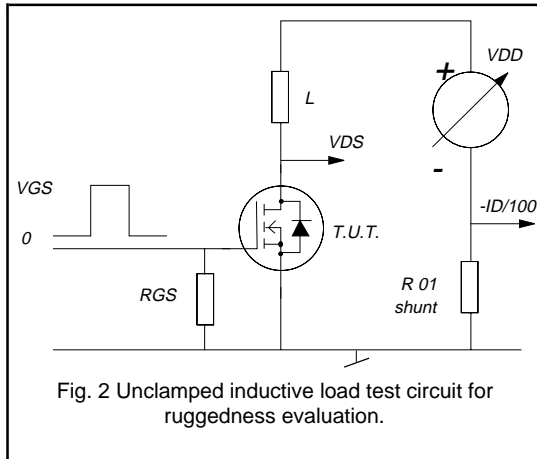 VDD
+
L
VDS
-
VGS
-ID/100
0
T.U.T.
RGS
R 01
shunt
Fig. 2 Unclamped inductive load test circuit for
ruggedness evaluation.